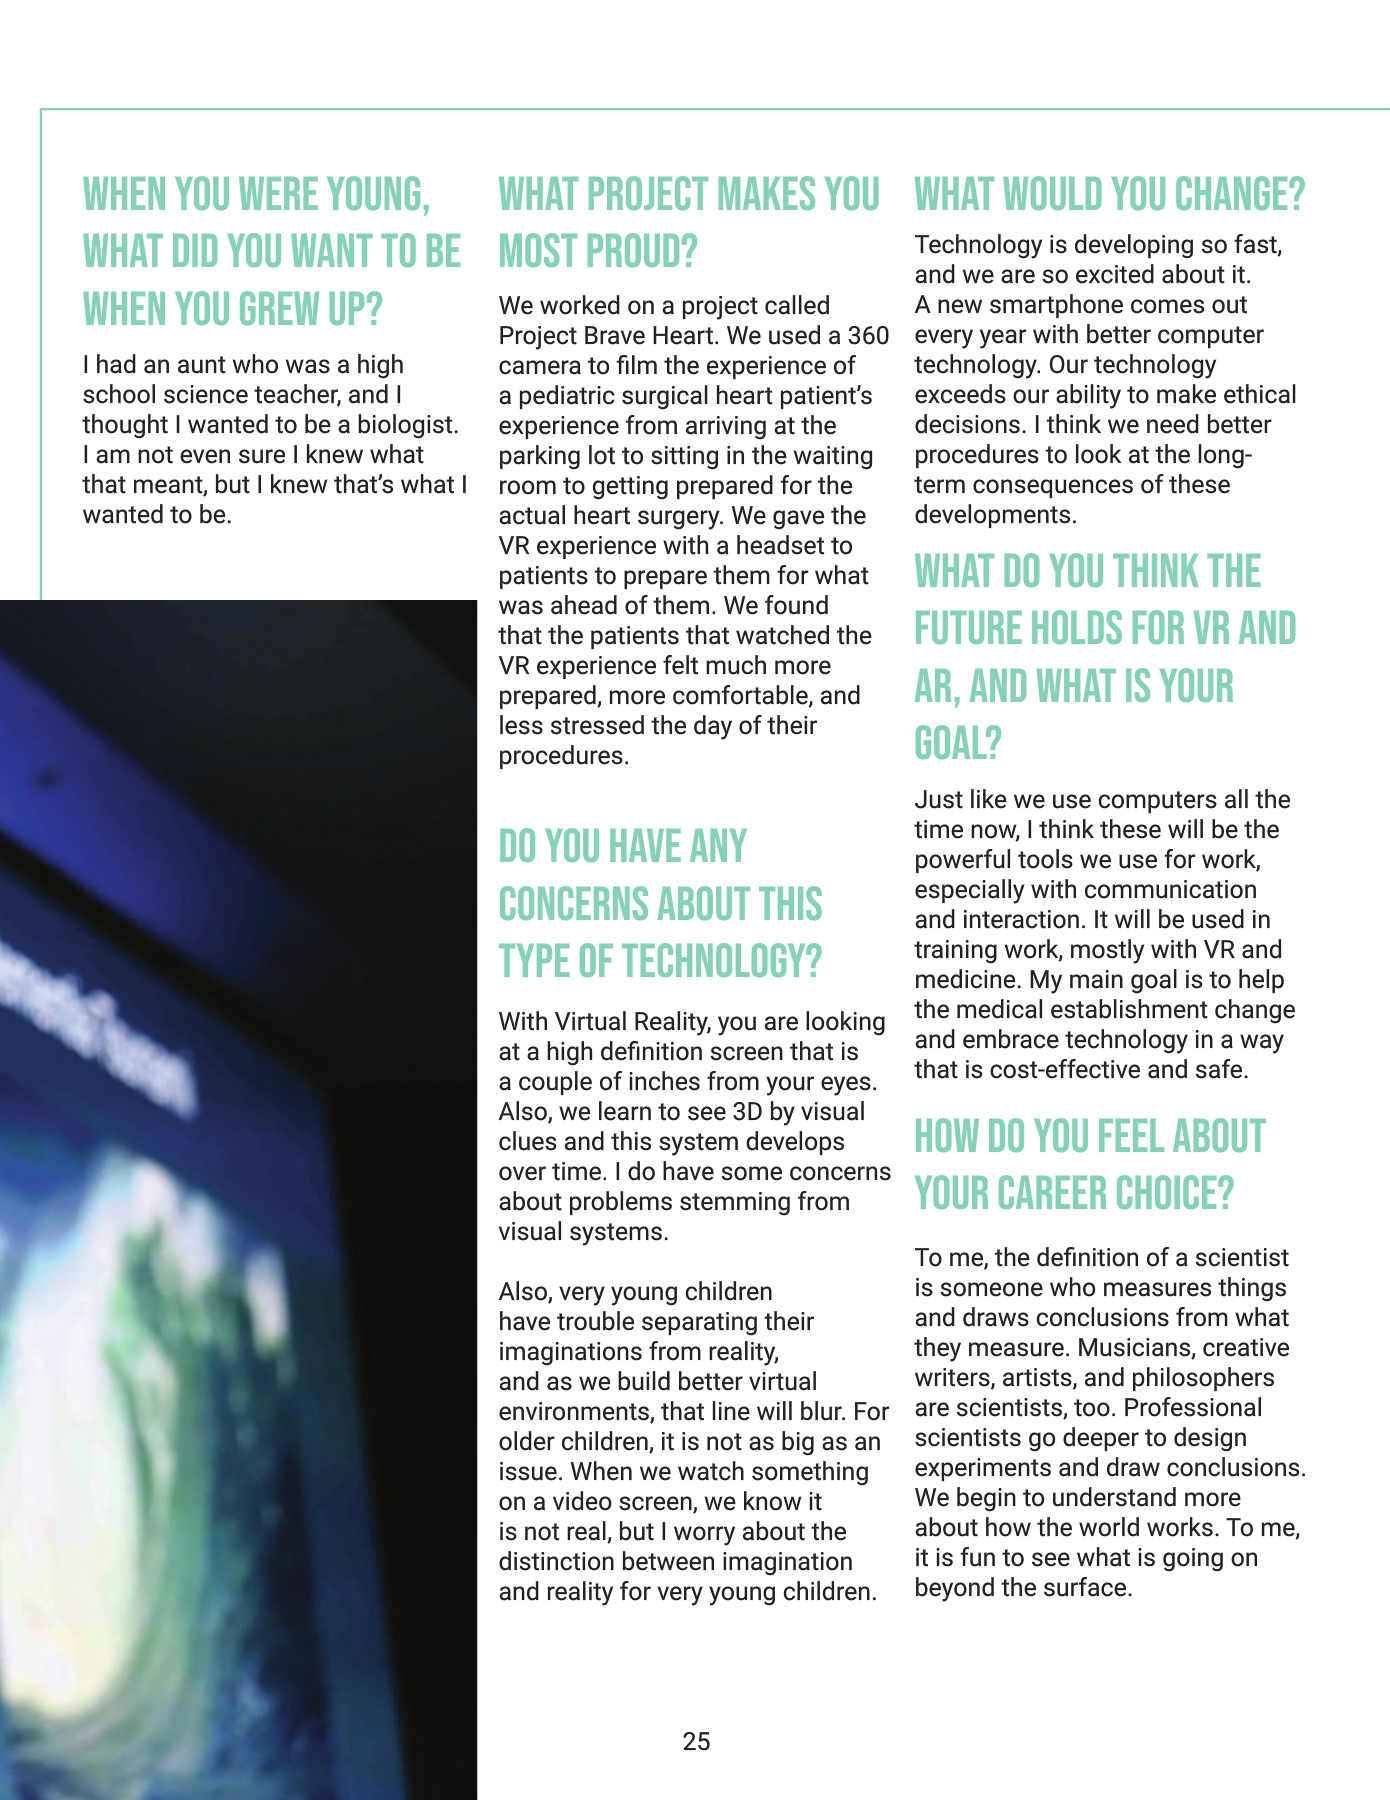 WHEN YOU WERE YOUNG,
WHAT DID YOU WANT TO BE
WHEN YOU GREW UP?
I had an aunt who was a high
school science teacher, and I
thought I wanted to be a biologist.
I am not even sure I knew what
that meant, but I knew that’s what I
wanted to be.
WHAT PROJECT MAKES YOU
MOST PROUD?
We worked on a project called
Project Brave Heart. We used a 360
camera to film the experience of
a pediatric surgical heart patient’s
experience from arriving at the
parking lot to sitting in the waiting
room to getting prepared for the
actual heart surgery. We gave the
VR experience with a headset to
patients to prepare them for what
was ahead of them. We found
that the patients that watched the
VR experience felt much more
prepared, more comfortable, and
less stressed the day of their
procedures.
DO YOU HAVE ANY
CONCERNS ABOUT THIS
TYPE OF TECHNOLOGY?
With Virtual Reality, you are looking
at a high definition screen that is
a couple of inches from your eyes.
Also, we learn to see 3D by visual
clues and this system develops
over time. I do have some concerns
about problems stemming from
visual systems.
Also, very young children
have trouble separating their
imaginations from reality,
and as we build better virtual
environments, that line will blur. For
older children, it is not as big as an
issue. When we watch something
on a video screen, we know it
is not real, but I worry about the
distinction between imagination
and reality for very young children.
WHAT WOULD YOU CHANGE?
Technology is developing so fast,
and we are so excited about it.
A new smartphone comes out
every year with better computer
technology. Our technology
exceeds our ability to make ethical
decisions. I think we need better
procedures to look at the long-
term consequences of these
developments.
WHAT DO YOU THINK THE
FUTURE HOLDS FOR VR AND
AR, AND WHAT IS YOUR
GOAL?
Just like we use computers all the
time now, I think these will be the
powerful tools we use for work,
especially with communication
and interaction. It will be used in
training work, mostly with VR and
medicine. My main goal is to help
the medical establishment change
and embrace technology in a way
that is cost-effective and safe.
HOW DO YOU FEEL ABOUT
YOUR CAREER CHOICE?
To me, the definition of a scientist
is someone who measures things
and draws conclusions from what
they measure. Musicians, creative
writers, artists, and philosophers
are scientists, too. Professional
scientists go deeper to design
experiments and draw conclusions.
We begin to understand more
about how the world works. To me,
it is fun to see what is going on
beyond the surface.
25